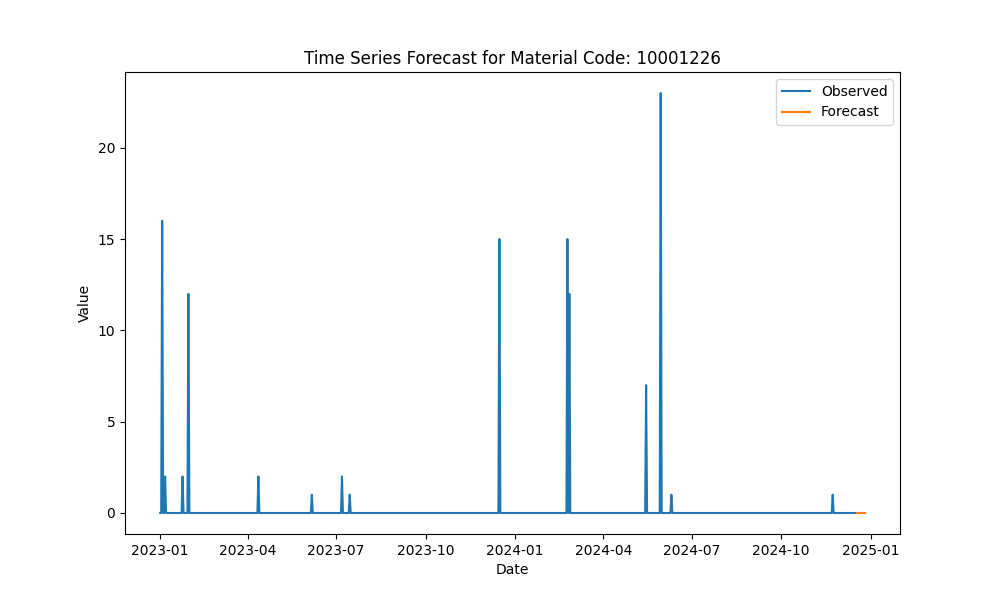 Time Series Forecast for Material Code: 10001226
Observed
Forecast
Value
20
15
10
5
0
2023-01 2023-04 2023-07 2023-10 2024-01 2024-04 2024-07 2024-10 2025-01
Date